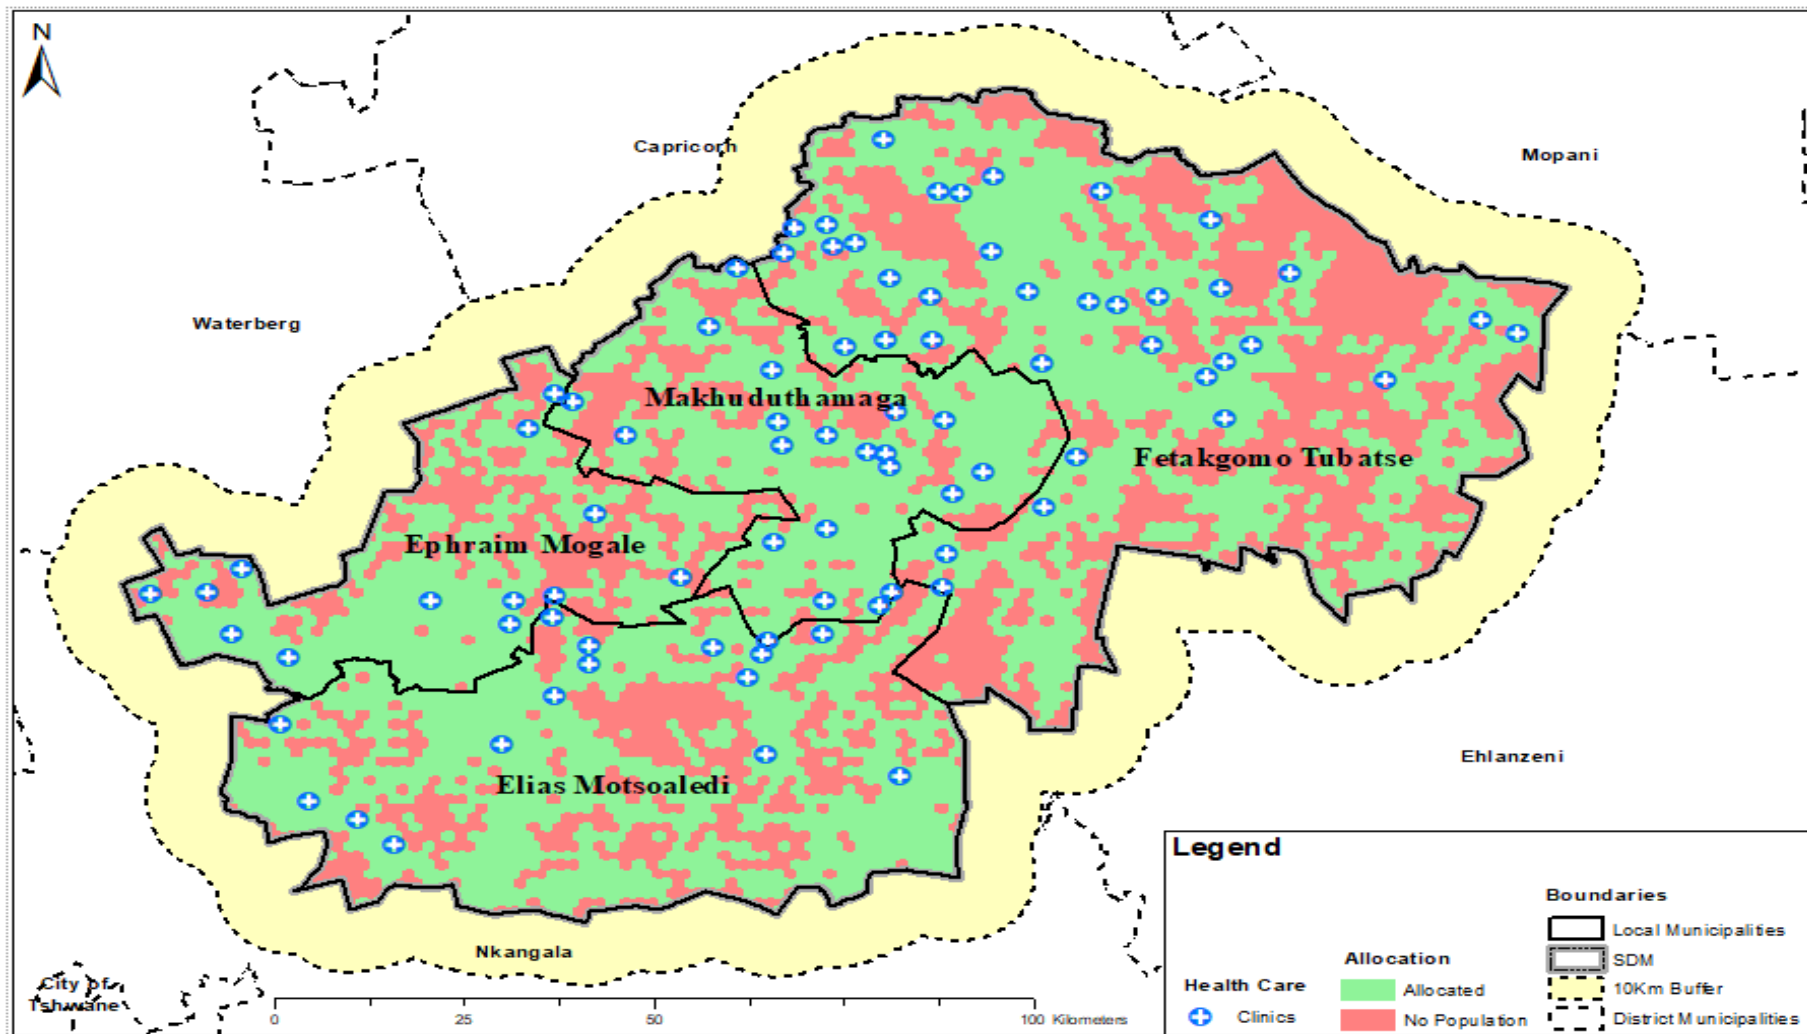 N
Capricorn
Mopani
Waterberg
Makhuduthamaga
Fetakgomo Tubatse
Ephraim Mogale
Ehlanzeni
Elias Motsoaledi
Nkangala
City of
Tshwane
0 25 50 100 Kilometers
Legend
Boundaries
Local Municipalities
Allocation
SDM
Health Care
Allocated
10Km Buffer
Clinics
No Population
District Municipalities